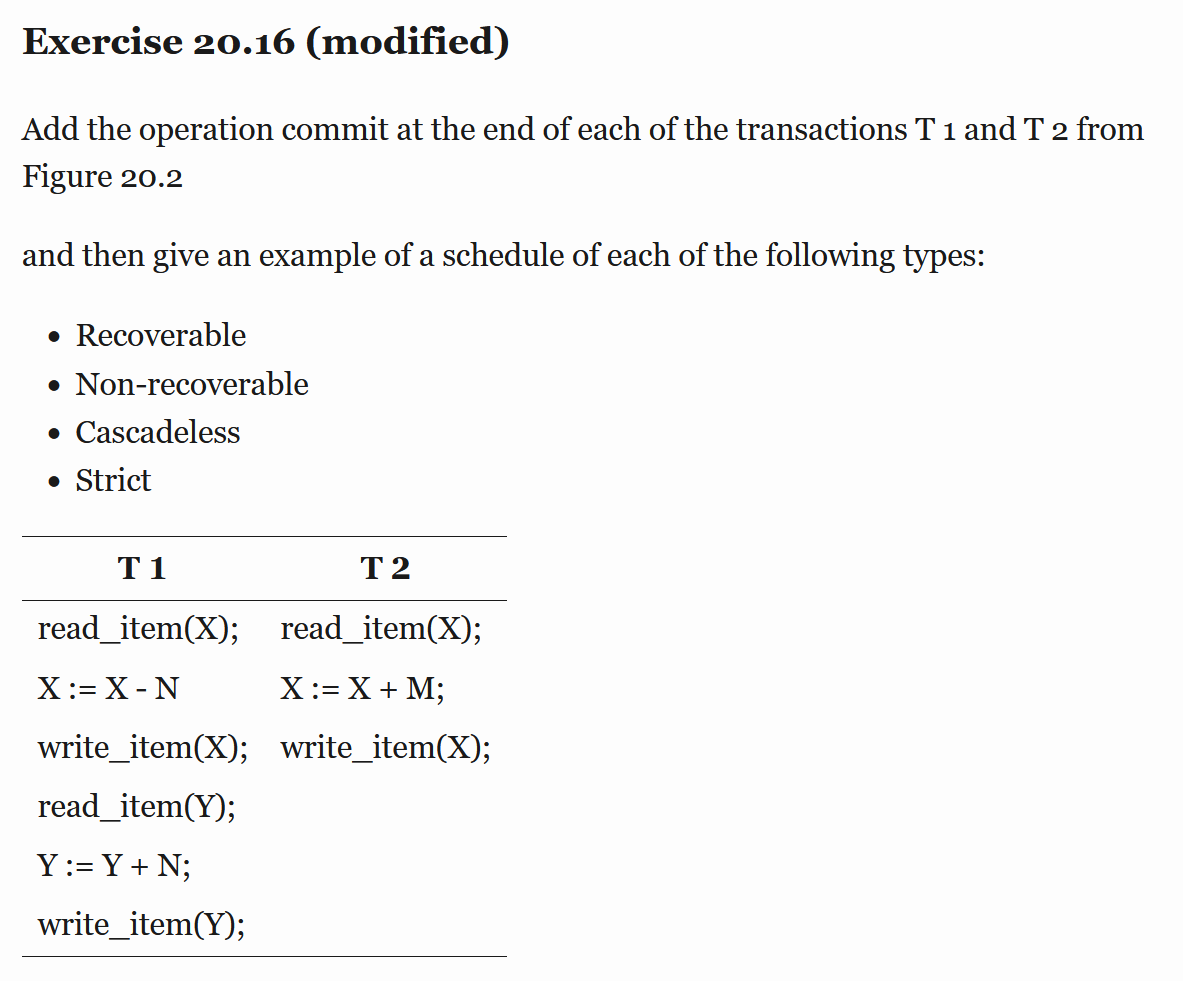 Exercise 20.16 (modified)
Add the operation commit at the end of each of the transactions T 1 and T 2 from
Figure 20.2
and then give an example of a schedule of each of the following types:
• Recoverable
• Non-recoverable
• Cascadeless
• Strict
T 1 T 2
read_item(X); read_item(X);
X := X - N X := X + M;
write_item(X); write_item(X);
read_item(Y);
Y := Y + N;
write_item(Y);